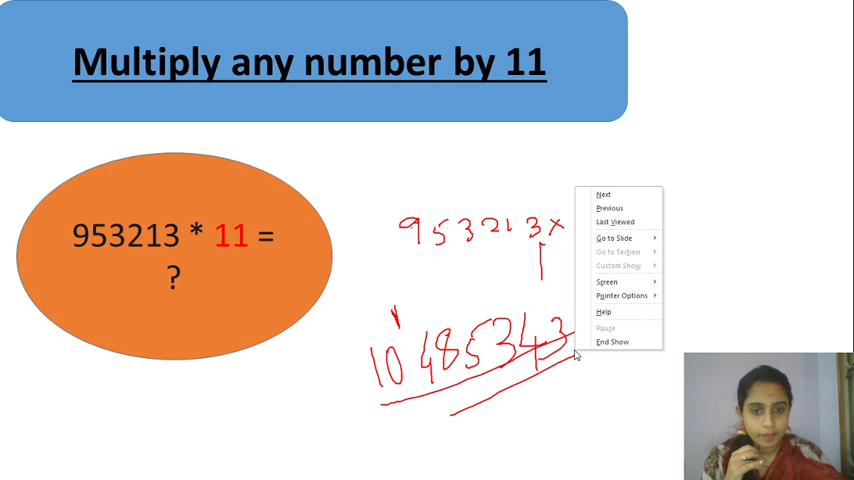 Multiply any number by 11
953213 * 11 =
?
953213x
10485343
Next
Previous
Last Viewed
Go to Slide
Go to Section
Custom Show
Screen
Pointer Options
Help
Pause
End Show